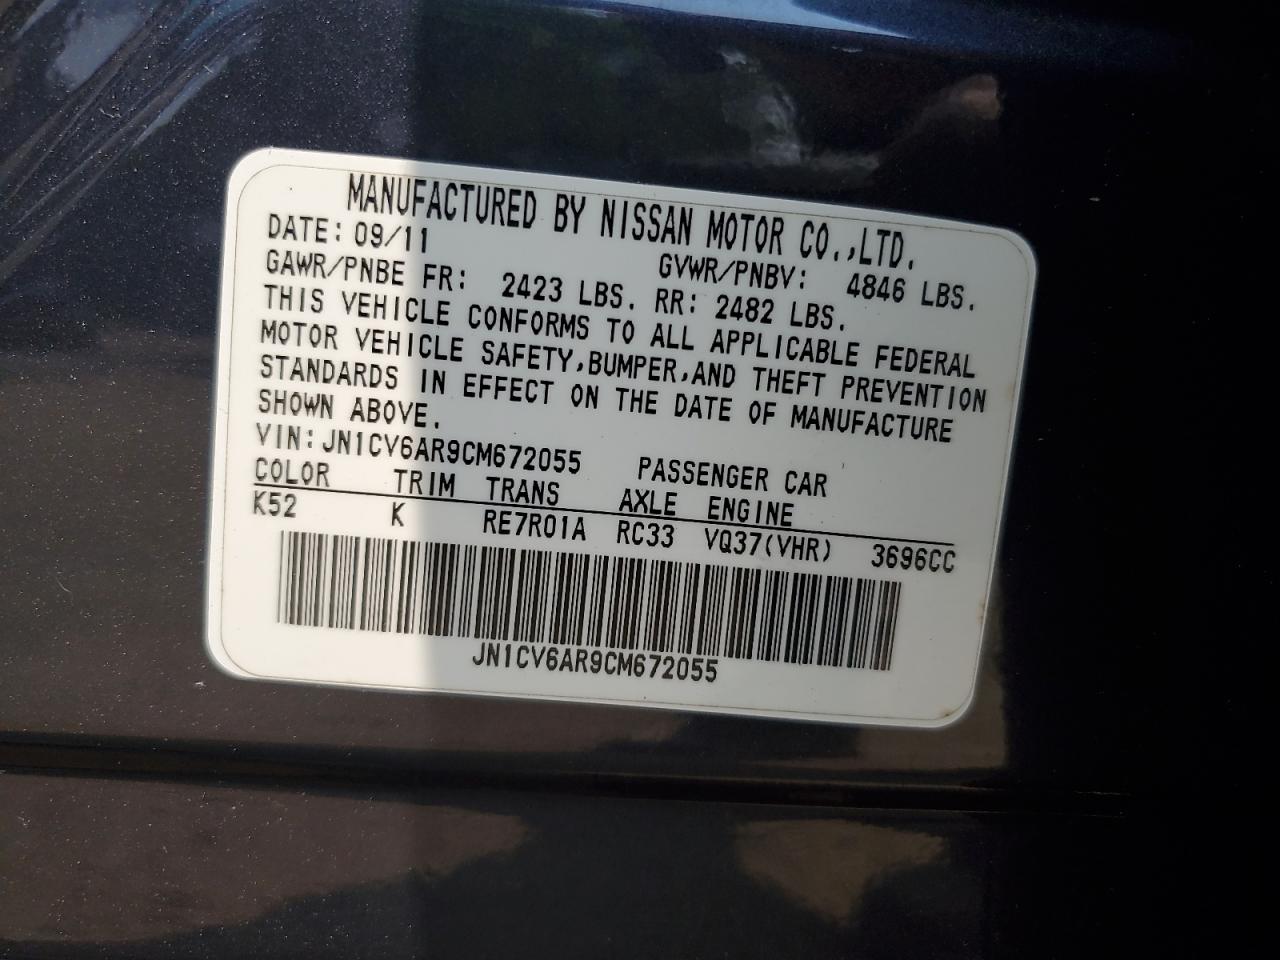 MANUFACTURED BY NISSAN MOTOR CO.,LTD.
DATE: 09/11 GVWR/PNBV: 4846 LBS.
GAWR/PNBE FR: 2423 LBS. RR: 2482 LBS.
THIS VEHICLE CONFORMS TO ALL APPLICABLE FEDERAL
MOTOR VEHICLE SAFETY,BUMPER,AND THEFT PREVENTION
STANDARDS IN EFFECT ON THE DATE OF MANUFACTURE
SHOWN ABOVE.
VIN:JN1CV6AR9CM672055 PASSENGER CAR
COLOR TRIM TRANS AXLE ENGINE
K52 K RE7R01A RC33 VQ37(VHR) 3696CC
JN1CV6AR9CM672055